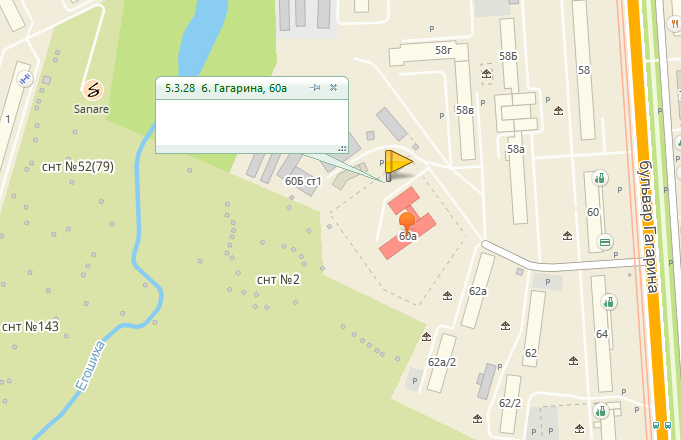 58г
58Б
58
5.3.28 б. Гагарина, 60а
Sanare
58в
1
P
58а
снт №52(79)
P
60Б ст1
бульвар Гагарина
60
60а
снт №2
62а
P
P
снт №143
64
62
Егошиха
62а/2
P
62/2
P
P